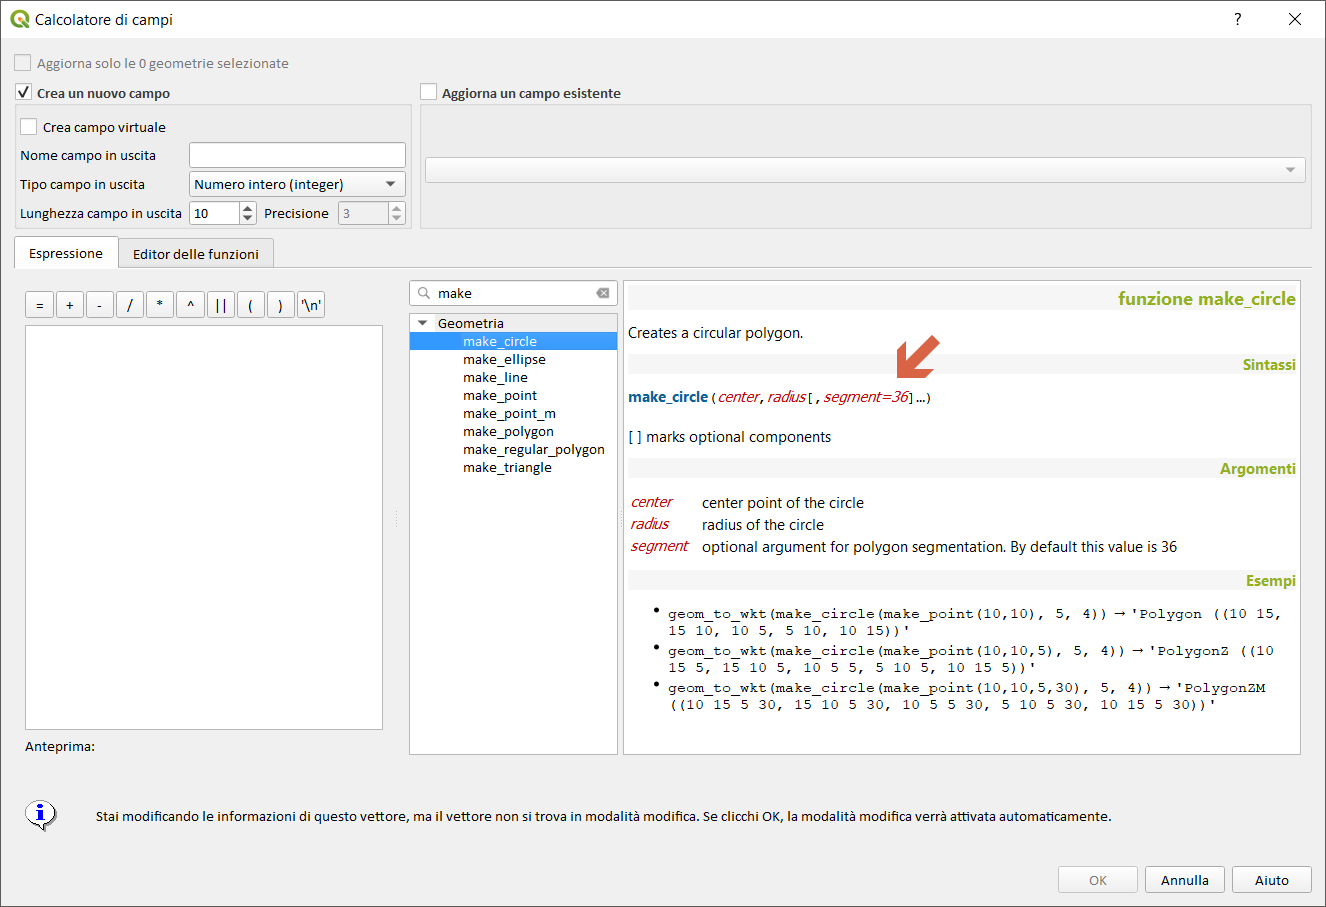 Calcolatore di campi
?
Aggiorna solo le 0 geometrie selezionate
Crea un nuovo campo
Aggiorna un campo esistente
Crea campo virtuale
Nome campo in uscita
Tipo campo in uscita Numero intero (integer)
Lunghezza campo in uscita 10 Precisione 3
Espressione Editor delle funzioni
= + - / * ^ || ( ) '\n'
make
Geometria
make_circle
make_ellipse
make_line
make_point
make_point_m
make_polygon
make_regular_polygon
make_triangle
funzione make_circle
Creates a circular polygon.
Sintassi
make_circle(center,radius[,segment=36]...)
[ ] marks optional components
Argomenti
center center point of the circle
radius radius of the circle
segment optional argument for polygon segmentation. By default this value is 36
Esempi
• geom_to_wkt(make_circle(make_point(10,10), 5, 4)) → 'Polygon ((10 15,
15 10, 10 5, 5 10, 10 15))'
• geom_to_wkt(make_circle(make_point(10,10,5), 5, 4)) → 'PolygonZ ((10
15 5, 15 10 5, 10 5 5, 5 10 5, 10 15 5))'
• geom_to_wkt(make_circle(make_point(10,10,5,30), 5, 4)) → 'PolygonZM
((10 15 5 30, 15 10 5 30, 10 5 5 30, 5 10 5 30, 10 15 5 30))'
Anteprima:
Stai modificando le informazioni di questo vettore, ma il vettore non si trova in modalità modifica. Se clicchi OK, la modalità modifica verrà attivata automaticamente.
OK Annulla Aiuto